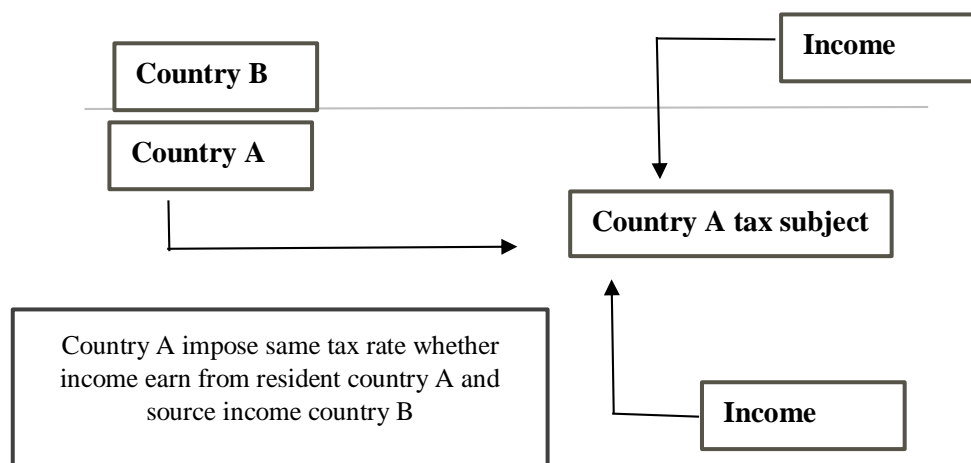 Income
Country B
Country A
Country A tax subject
Country A impose same tax rate whether
income earn from resident country A and
source income country B
Income